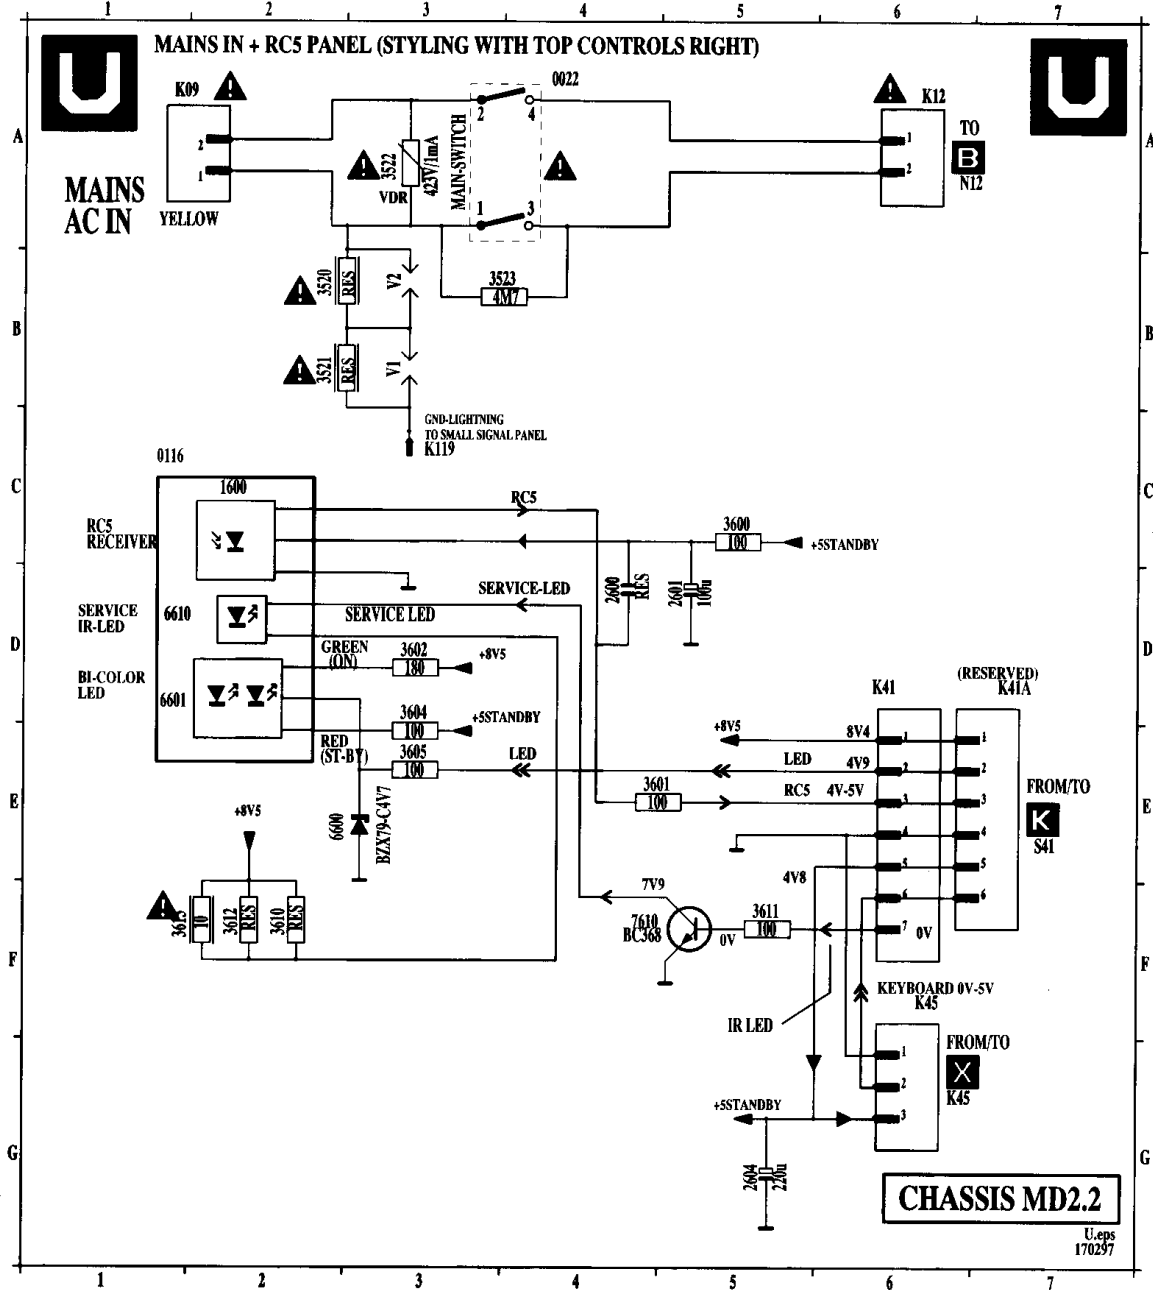 1 2 3 4 5 6 7
U
MAINS IN + RC5 PANEL (STYLING WITH TOP CONTROLS RIGHT)
U
A
A
K09
2
1
YELLOW
MAINS
AC IN
3522
423V/1mA
VDR
MAIN-SWITCH
0022
2 4
1 3
K12
1
2
TO
B
N12
B
B
3520
RES
V2
3523
4M7
3521
RES
V1
GND-LIGHTNING
TO SMALL SIGNAL PANEL
K119
C
C
0116
1600
RC5
RECEIVER
RC5
3600
100
+5STANDBY
2600
RES
2601
100u
D
D
SERVICE
IR-LED
6610
SERVICE LED
SERVICE-LED
BI-COLOR
LED
6601
GREEN
(ON)
3602
180
+8V5
3604
100
+5STANDBY
RED
(ST-BY)
3605
100
LED
E
E
(RESERVED)
K41
K41A
+8V5
8V4
1
1
LED
4V9
2
2
3601
100
RC5
4V-5V
3
3
4
4
4V8
5
5
6
6
7
0V
FROM/TO
K
S41
6600
BZX79-C4V7
+8V5
3613
10
3612
RES
3610
RES
F
F
7V9
7610
BC368
0V
3611
100
IR LED
KEYBOARD 0V-5V
K45
1
2
3
FROM/TO
X
K45
+5STANDBY
2604
220u
G
G
CHASSIS MD2.2
U.eps
170297
1 2 3 4 5 6 7